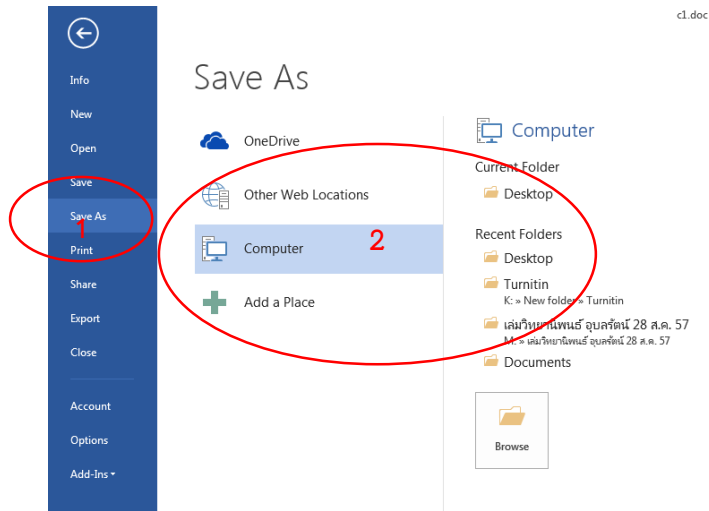 c1.doc
Info
New
Open
Save
Save As
1
Print
Share
Export
Close
Account
Options
Add-Ins
Save As
OneDrive
Other Web Locations
Computer
2
Add a Place
Computer
Current Folder
Desktop
Recent Folders
Desktop
Turnitin
K: » New folder » Turnitin
เล่มวิทยานิพนธ์ อุบลรัตน์ 28 ส.ค. 57
M: » เล่มวิทยานิพนธ์ อุบลรัตน์ 28 ส.ค. 57
Documents
Browse